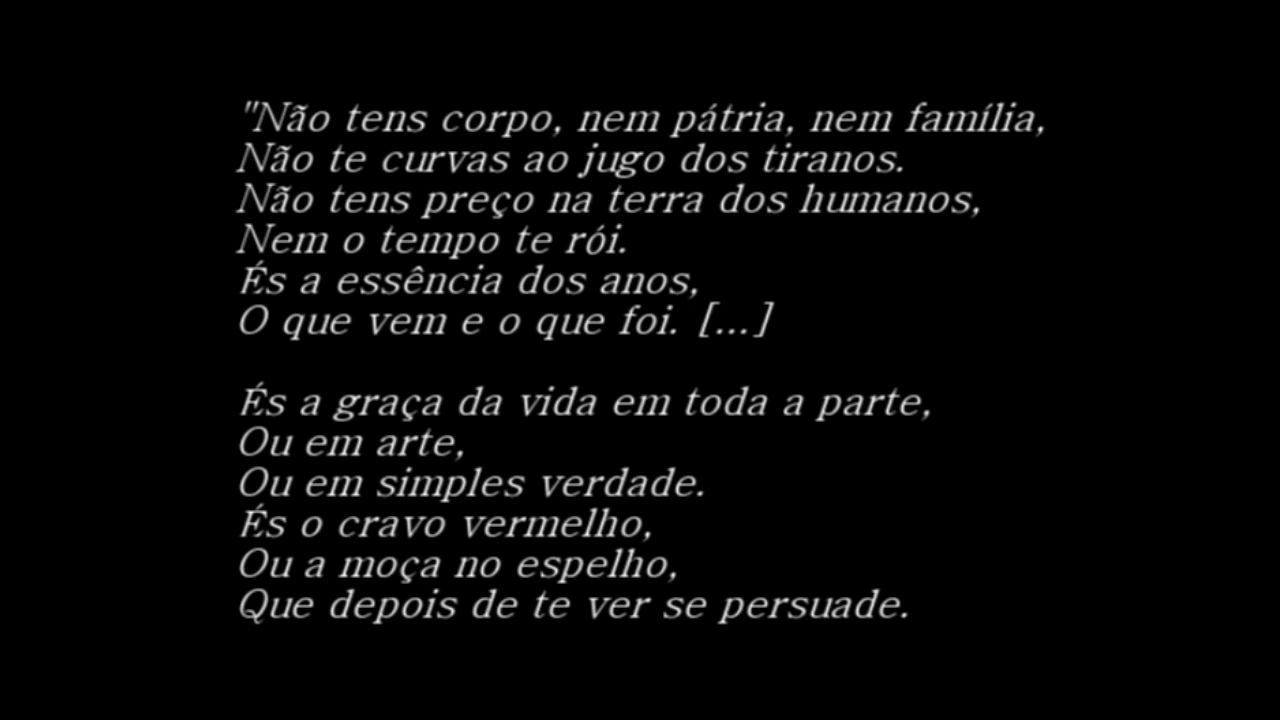 "Não tens corpo, nem pátria, nem família,
Não te curvas ao jugo dos tiranos.
Não tens preço na terra dos humanos,
Nem o tempo te rói.
És a essência dos anos,
O que vem e o que foi. [...]
És a graça da vida em toda a parte,
Ou em arte,
Ou em simples verdade.
És o cravo vermelho,
Ou a moça no espelho,
Que depois de te ver se persuade.